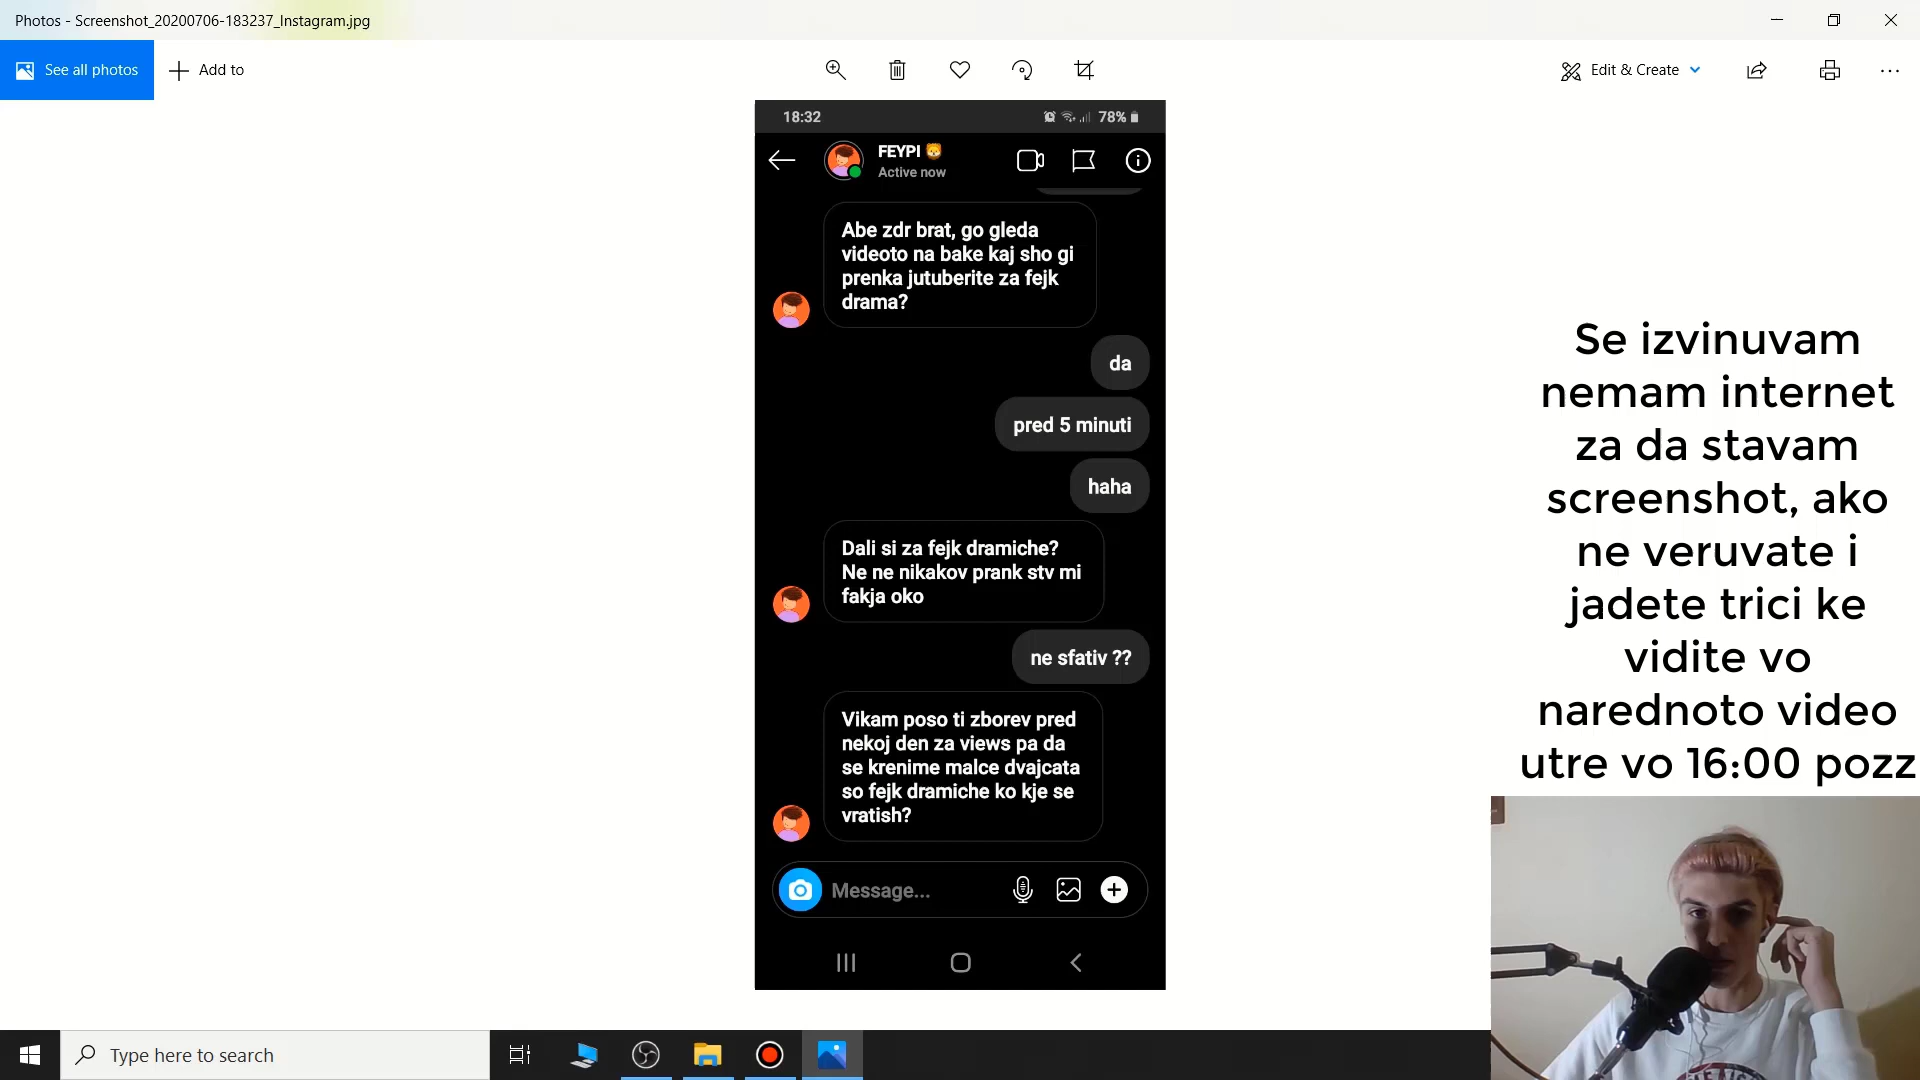 Photos - Screenshot_20200706-183237_Instagram.jpg
See all photos
Add to
Edit & Create
18:32
78%
FEYPI
Active now
Abe zdr brat, go gleda
videoto na bake kaj sho gi
prenka jutuberite za fejk
drama?
da
pred 5 minuti
haha
Dali si za fejk dramiche?
Ne ne nikakov prank stv mi
fakja oko
ne sfativ ??
Vikam poso ti zborev pred
nekoj den za views pa da
se krenime malce dvajcata
so fejk dramiche ko kje se
vratish?
Message...
Se izvinuvam
nemam internet
za da stavam
screenshot, ako
ne veruvate i
jadete trici ke
vidite vo
narednoto video
utre vo 16:00 pozz
Type here to search